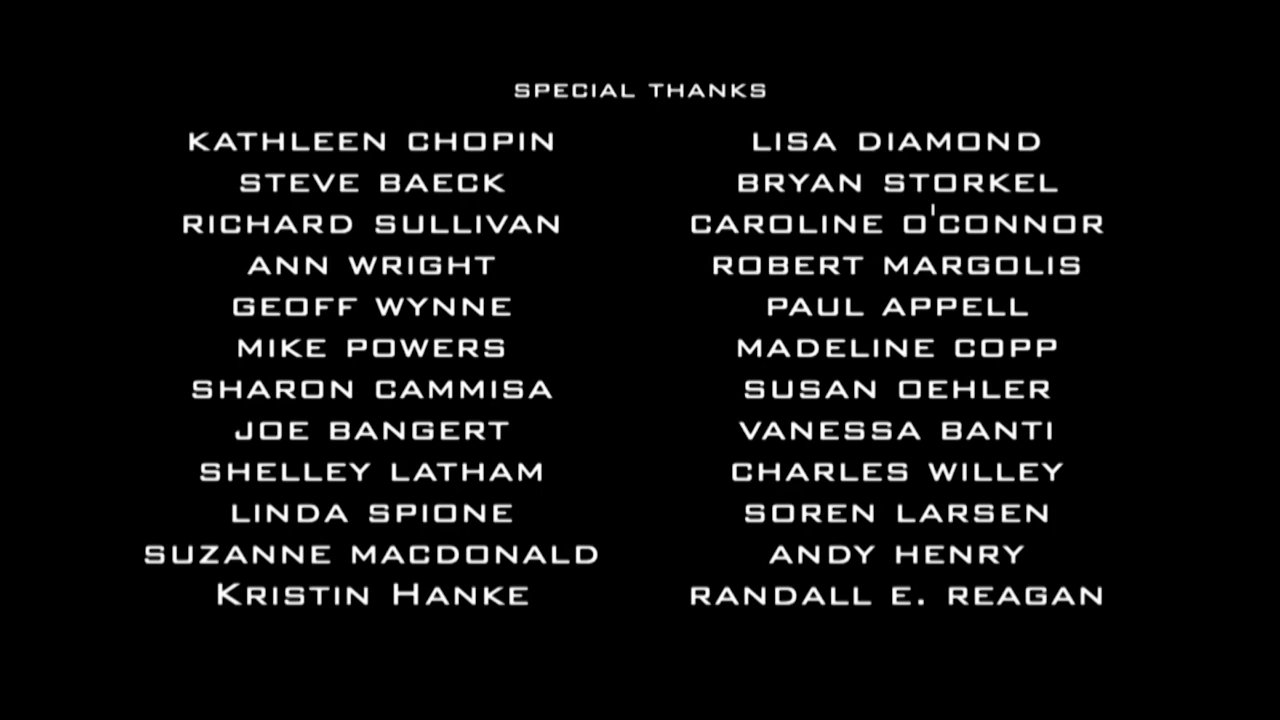 SPECIAL THANKS
KATHLEEN CHOPIN
STEVE BAECK
RICHARD SULLIVAN
ANN WRIGHT
GEOFF WYNNE
MIKE POWERS
SHARON CAMMISA
JOE BANGERT
SHELLEY LATHAM
LINDA SPIONE
SUZANNE MACDONALD
KRISTIN HANKE
LISA DIAMOND
BRYAN STORKEL
CAROLINE O'CONNOR
ROBERT MARGOLIS
PAUL APPELL
MADELINE COPP
SUSAN OEHLER
VANESSA BANTI
CHARLES WILLEY
SOREN LARSEN
ANDY HENRY
RANDALL E. REAGAN